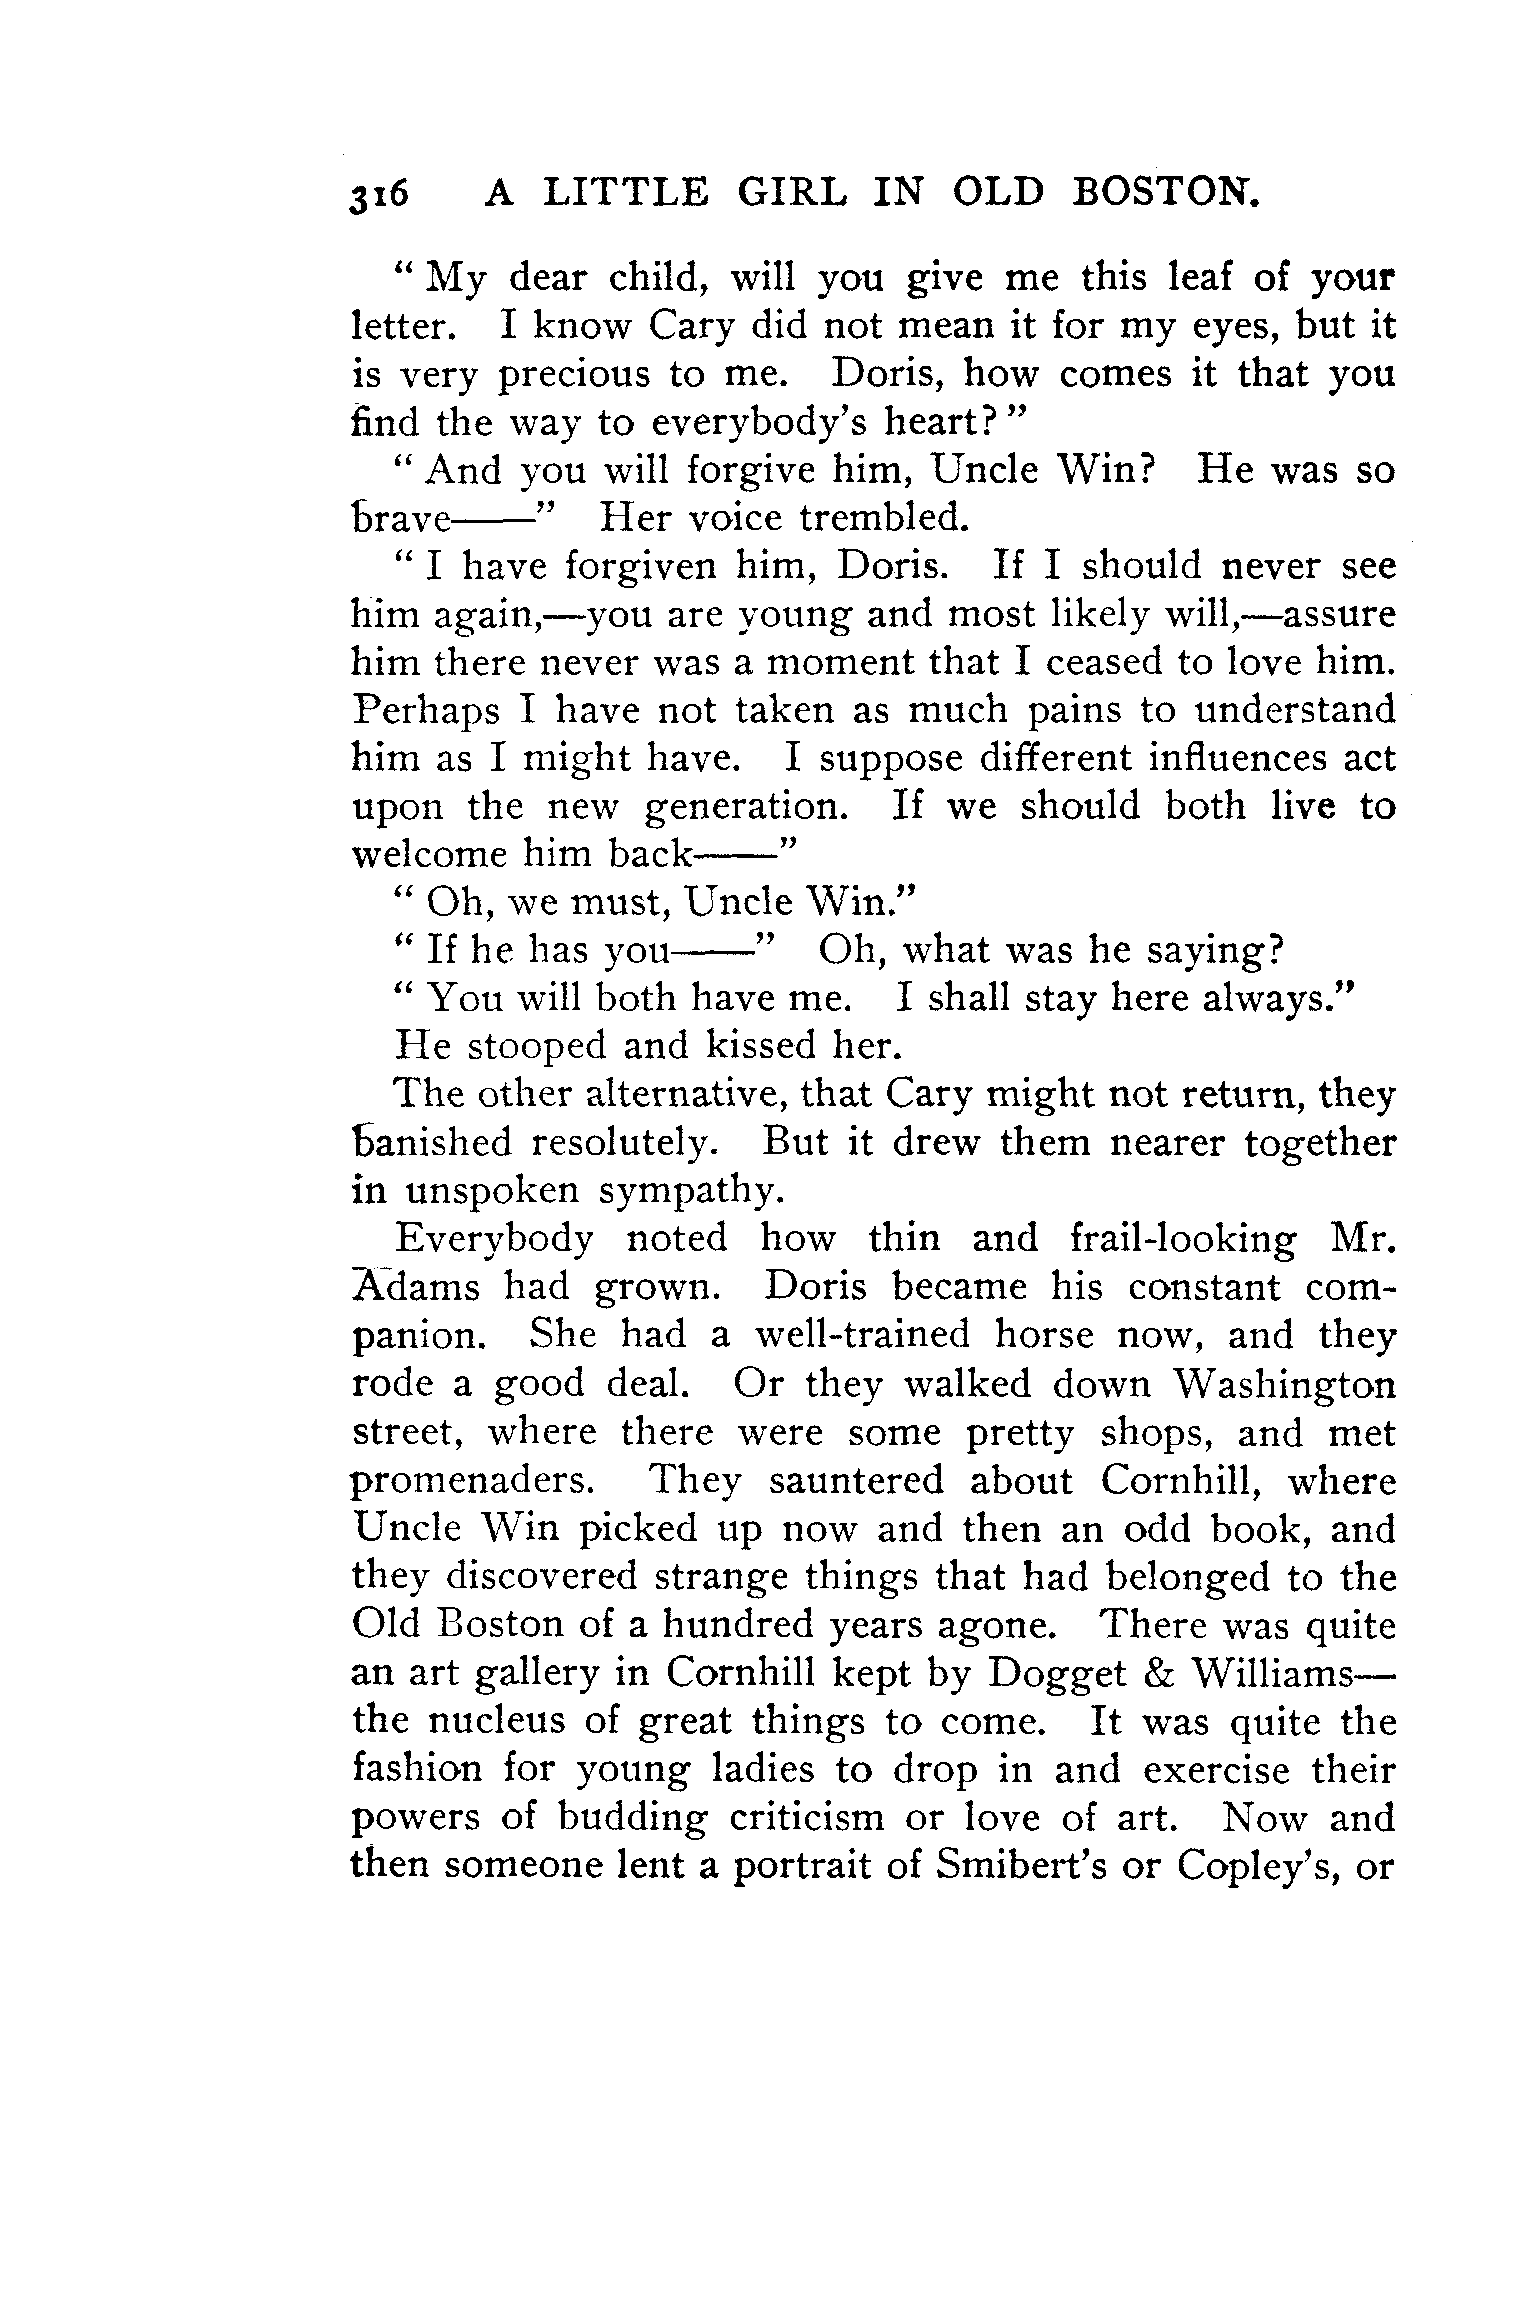 316 A LITTLE GIRL IN OLD BOSTON.
“ My dear child, will you give me this leaf of your
letter. I know Cary did not mean it for my eyes, but it
is very precious to me. Doris, how comes it that you
find the way to everybody’s heart? ”
“ And you will forgive him, Uncle Win? He was so
brave——” Her voice trembled.
“ I have forgiven him, Doris. If I should never see
him again,—you are young and most likely will,—assure
him there never was a moment that I ceased to love him.
Perhaps I have not taken as much pains to understand
him as I might have. I suppose different influences act
upon the new generation. If we should both live to
welcome him back——”
“ Oh, we must, Uncle Win.”
“ If he has you——” Oh, what was he saying?
“ You will both have me. I shall stay here always.”
He stooped and kissed her.
The other alternative, that Cary might not return, they
banished resolutely. But it drew them nearer together
in unspoken sympathy.
Everybody noted how thin and frail-looking Mr.
Adams had grown. Doris became his constant com-
panion. She had a well-trained horse now, and they
rode a good deal. Or they walked down Washington
street, where there were some pretty shops, and met
promenaders. They sauntered about Cornhill, where
Uncle Win picked up now and then an odd book, and
they discovered strange things that had belonged to the
Old Boston of a hundred years agone. There was quite
an art gallery in Cornhill kept by Dogget & Williams—
the nucleus of great things to come. It was quite the
fashion for young ladies to drop in and exercise their
powers of budding criticism or love of art. Now and
then someone lent a portrait of Smibert’s or Copley’s, or